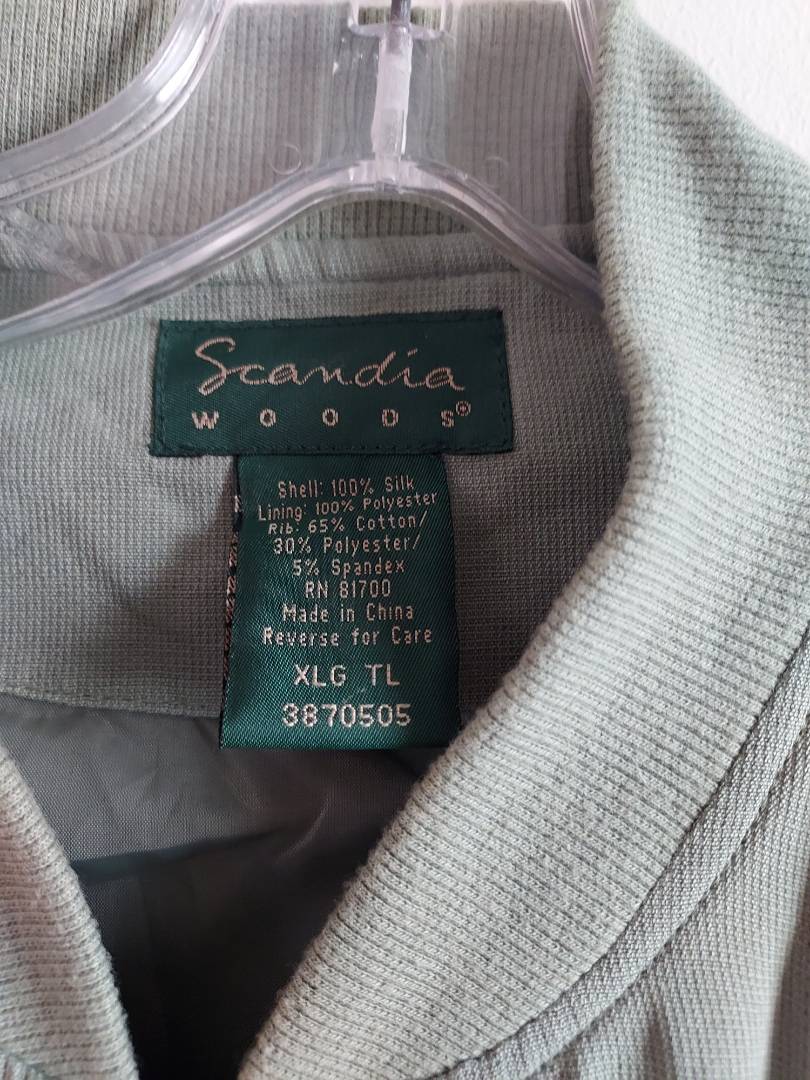 Scandia
WOODS®
Shell: 100% Silk
Lining: 100% Polyester
Rib: 65% Cotton/
30% Polyester/
5% Spandex
RN 81700
Made in China
Reverse for Care
XLG TL
3870505